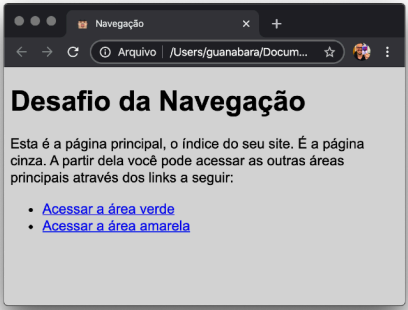 Navegação
Arquivo | /Users/guanabara/Docum...
Desafio da Navegação
Esta é a página principal, o índice do seu site. É a página
cinza. A partir dela você pode acessar as outras áreas
principais através dos links a seguir:
Acessar a área verde
Acessar a área amarela